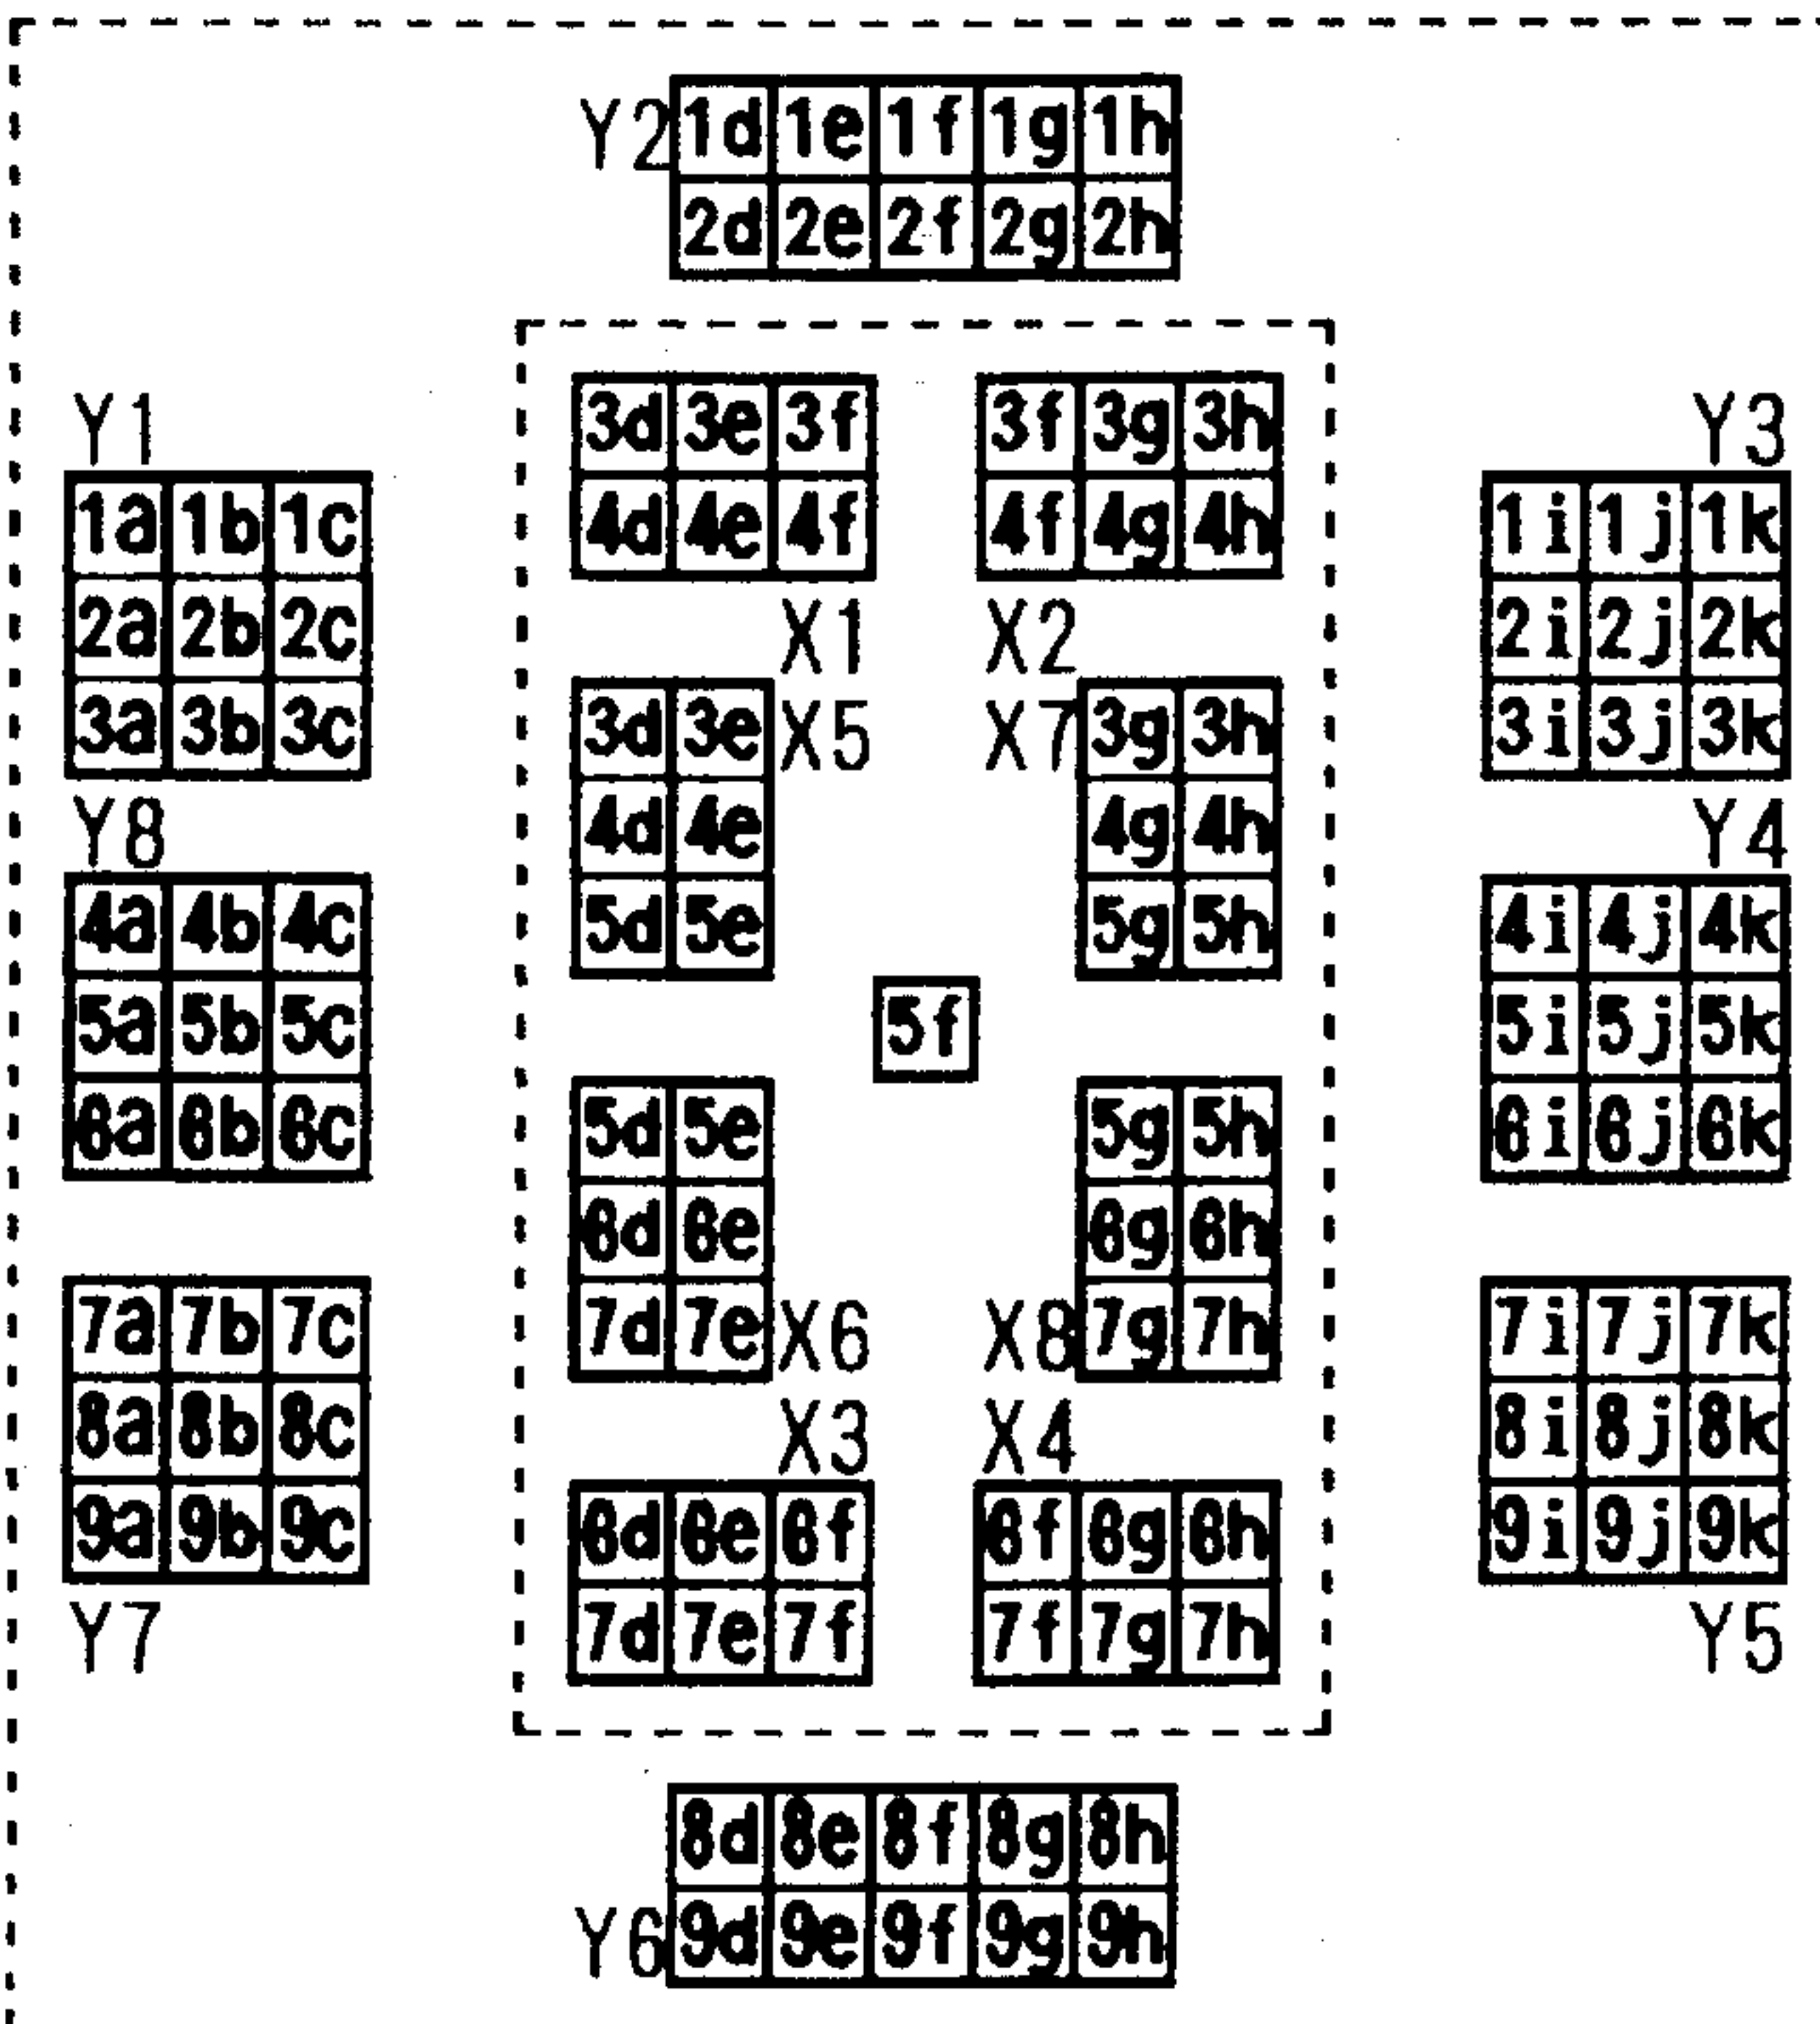 Y2 1d 1e 1f 1g 1h
2d 2e 2f 2g 2h
Y1
1a 1b 1c
2a 2b 2c
3a 3b 3c
Y8
4a 4b 4c
5a 5b 5c
6a 6b 6c
7a 7b 7c
8a 8b 8c
9a 9b 9c
Y7
3d 3e 3f
4d 4e 4f
X1
3f 3g 3h
4f 4g 4h
X2
X5
3d 3e
4d 4e
5d 5e
X7
3g 3h
4g 4h
5g 5h
5f
5d 5e
6d 6e
7d 7e
X6
5g 5h
6g 6h
7g 7h
X8
X3
6d 6e 6f
7d 7e 7f
X4
6f 6g 6h
7f 7g 7h
Y3
1i 1j 1k
2i 2j 2k
3i 3j 3k
Y4
4i 4j 4k
5i 5j 5k
6i 6j 6k
7i 7j 7k
8i 8j 8k
9i 9j 9k
Y5
8d 8e 8f 8g 8h
Y6 9d 9e 9f 9g 9h